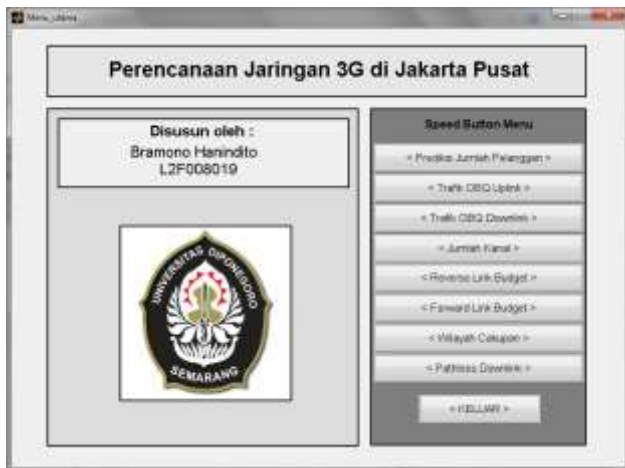 Menu_utama
Perencanaan Jaringan 3G di Jakarta Pusat
Disusun oleh :
Bramono Hanindito
L2F008019
UNIVERSITAS DIPONEGORO
SEMARANG
Speed Button Menu
< Prediksi Jumlah Pelanggan >
< Trafik OBQ Uplink >
< Trafik OBQ Downlink >
< Jumlah Kanal >
< Reverse Link Budget >
< Forward Link Budget >
< Wilayah Cakupan >
< Pathloss Downlink >
< KELUAR >